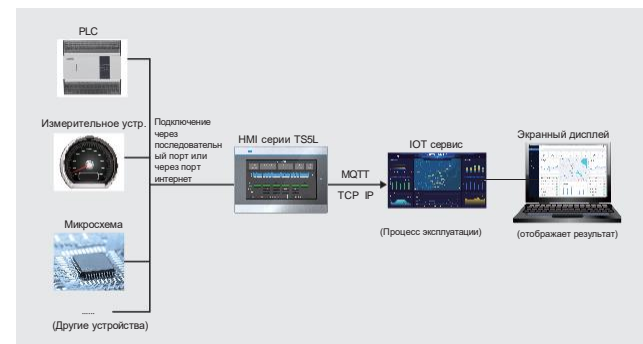 PLC
Измерительное устр.
Микросхема
......
(Другие устройства)
Подключение
через
последовательн
ый порт или
через порт
интернет
HMI серии TS5L
MQTT
TCP IP
IOT сервис
(Процесс эксплуатации)
Экранный дисплей
(отображает результат)